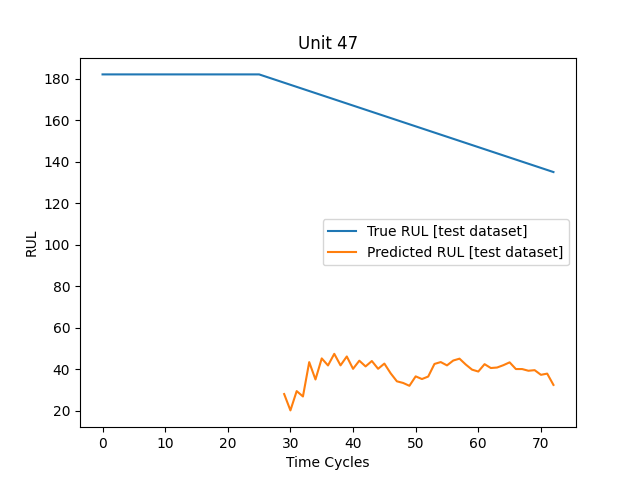 Unit 47
RUL
180
160
140
120
100
80
60
40
20
True RUL [test dataset]
Predicted RUL [test dataset]
0 10 20 30 40 50 60 70
Time Cycles